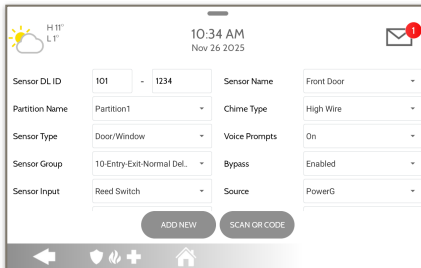 H 11°
L 1°
10:34 AM
Nov 26 2025
1
Sensor DL ID 101 - 1234 Sensor Name Front Door
Partition Name Partition1 Chime Type High Wire
Sensor Type Door/Window Voice Prompts On
Sensor Group 10-Entry-Exit-Normal Del.. Bypass Enabled
Sensor Input Reed Switch Source PowerG
ADD NEW SCAN QR CODE